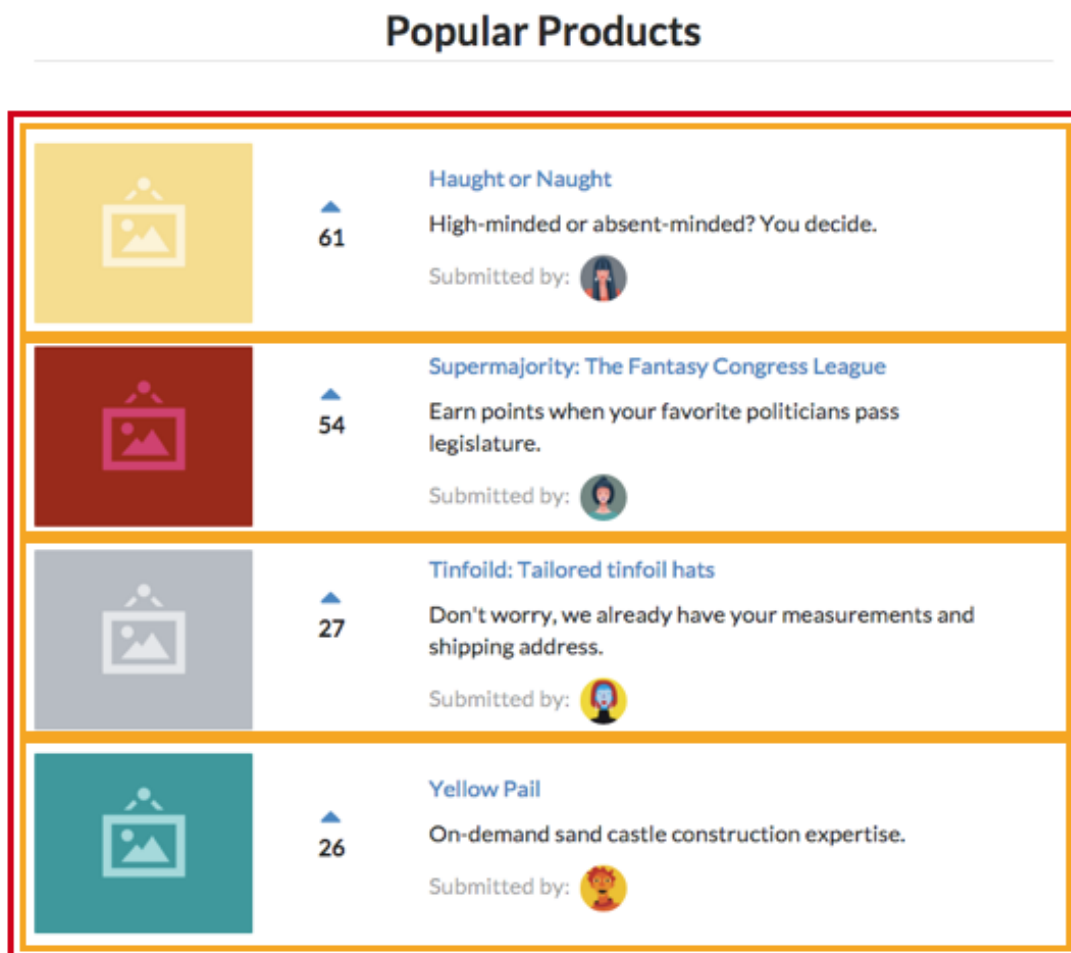 Popular Products
Haught or Naught
61
High-minded or absent-minded? You decide.
Submitted by:
Supermajority: The Fantasy Congress League
54
Earn points when your favorite politicians pass
legislature.
Submitted by:
Tinfoild: Tailored tinfoil hats
27
Don't worry, we already have your measurements and
shipping address.
Submitted by:
Yellow Pail
26
On-demand sand castle construction expertise.
Submitted by: